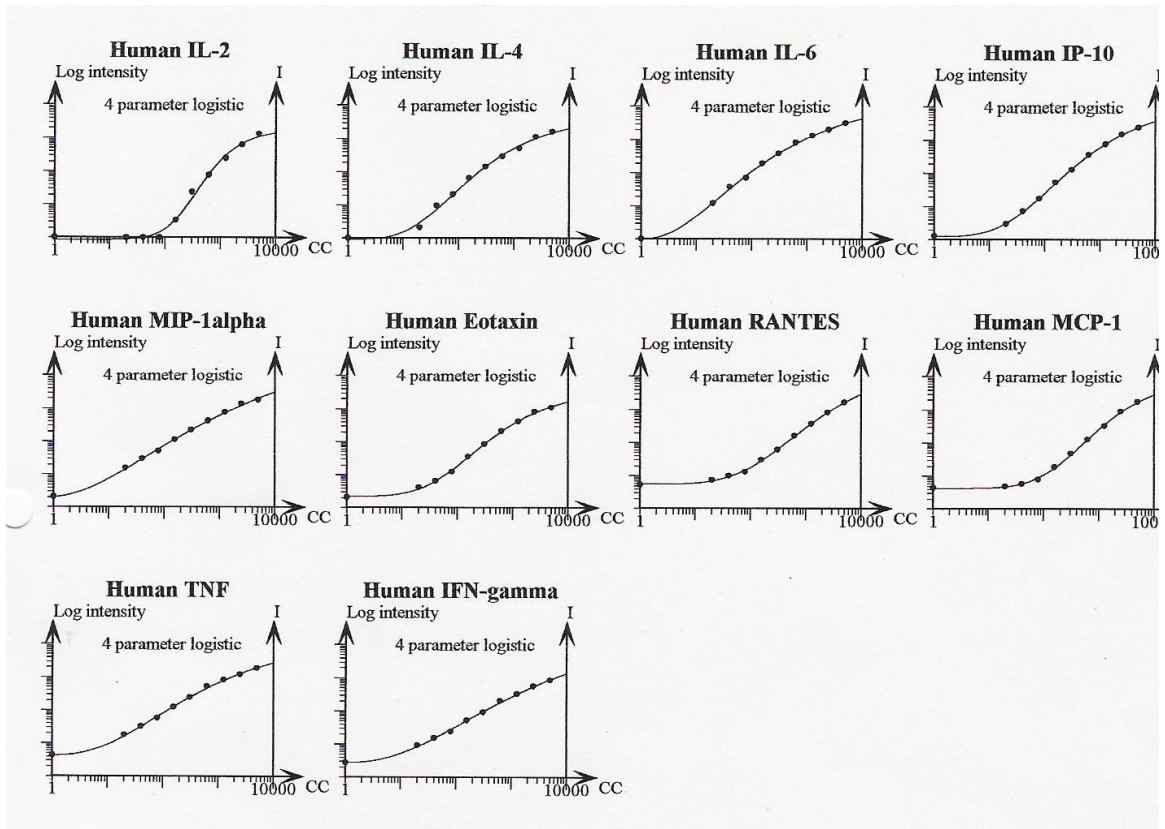 Human IL-2
Log intensity I
4 parameter logistic
1 10000 CC
Human IL-4
Log intensity I
4 parameter logistic
1 10000 CC
Human IL-6
Log intensity I
4 parameter logistic
1 10000 CC
Human IP-10
Log intensity I
4 parameter logistic
1 100
Human MIP-1alpha
Log intensity I
4 parameter logistic
1 10000 CC
Human Eotaxin
Log intensity I
4 parameter logistic
1 10000 CC
Human RANTES
Log intensity I
4 parameter logistic
1 10000 CC
Human MCP-1
Log intensity I
4 parameter logistic
1 100
Human TNF
Log intensity I
4 parameter logistic
1 10000 CC
Human IFN-gamma
Log intensity I
4 parameter logistic
1 10000 CC